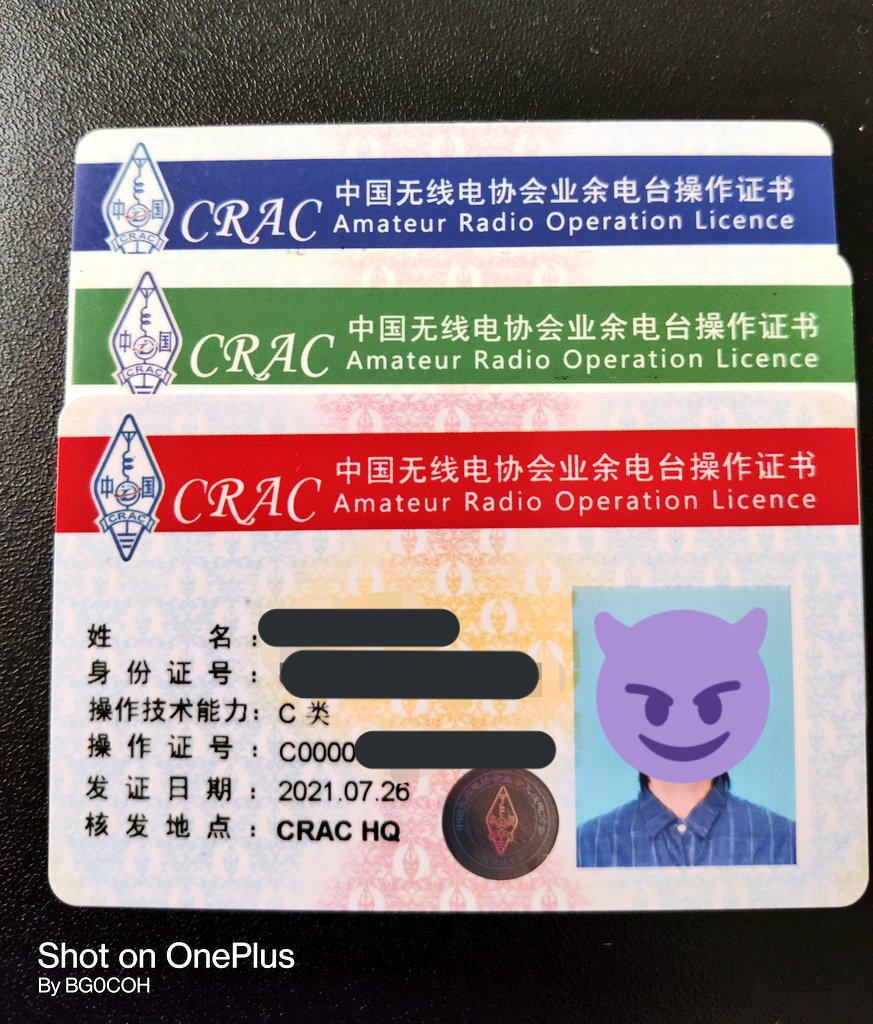 中国
CRAC
CRAC
中国无线电协会业余电台操作证书
Amateur Radio Operation Licence
中国
CRAC
CRAC
中国无线电协会业余电台操作证书
Amateur Radio Operation Licence
中国
CRAC
CRAC
中国无线电协会业余电台操作证书
Amateur Radio Operation Licence
姓名：
身份证号：
操作技术能力：C 类
操作证号：C0000
发证日期：2021.07.26
核发地点：CRAC HQ
Shot on OnePlus
By BG0COH